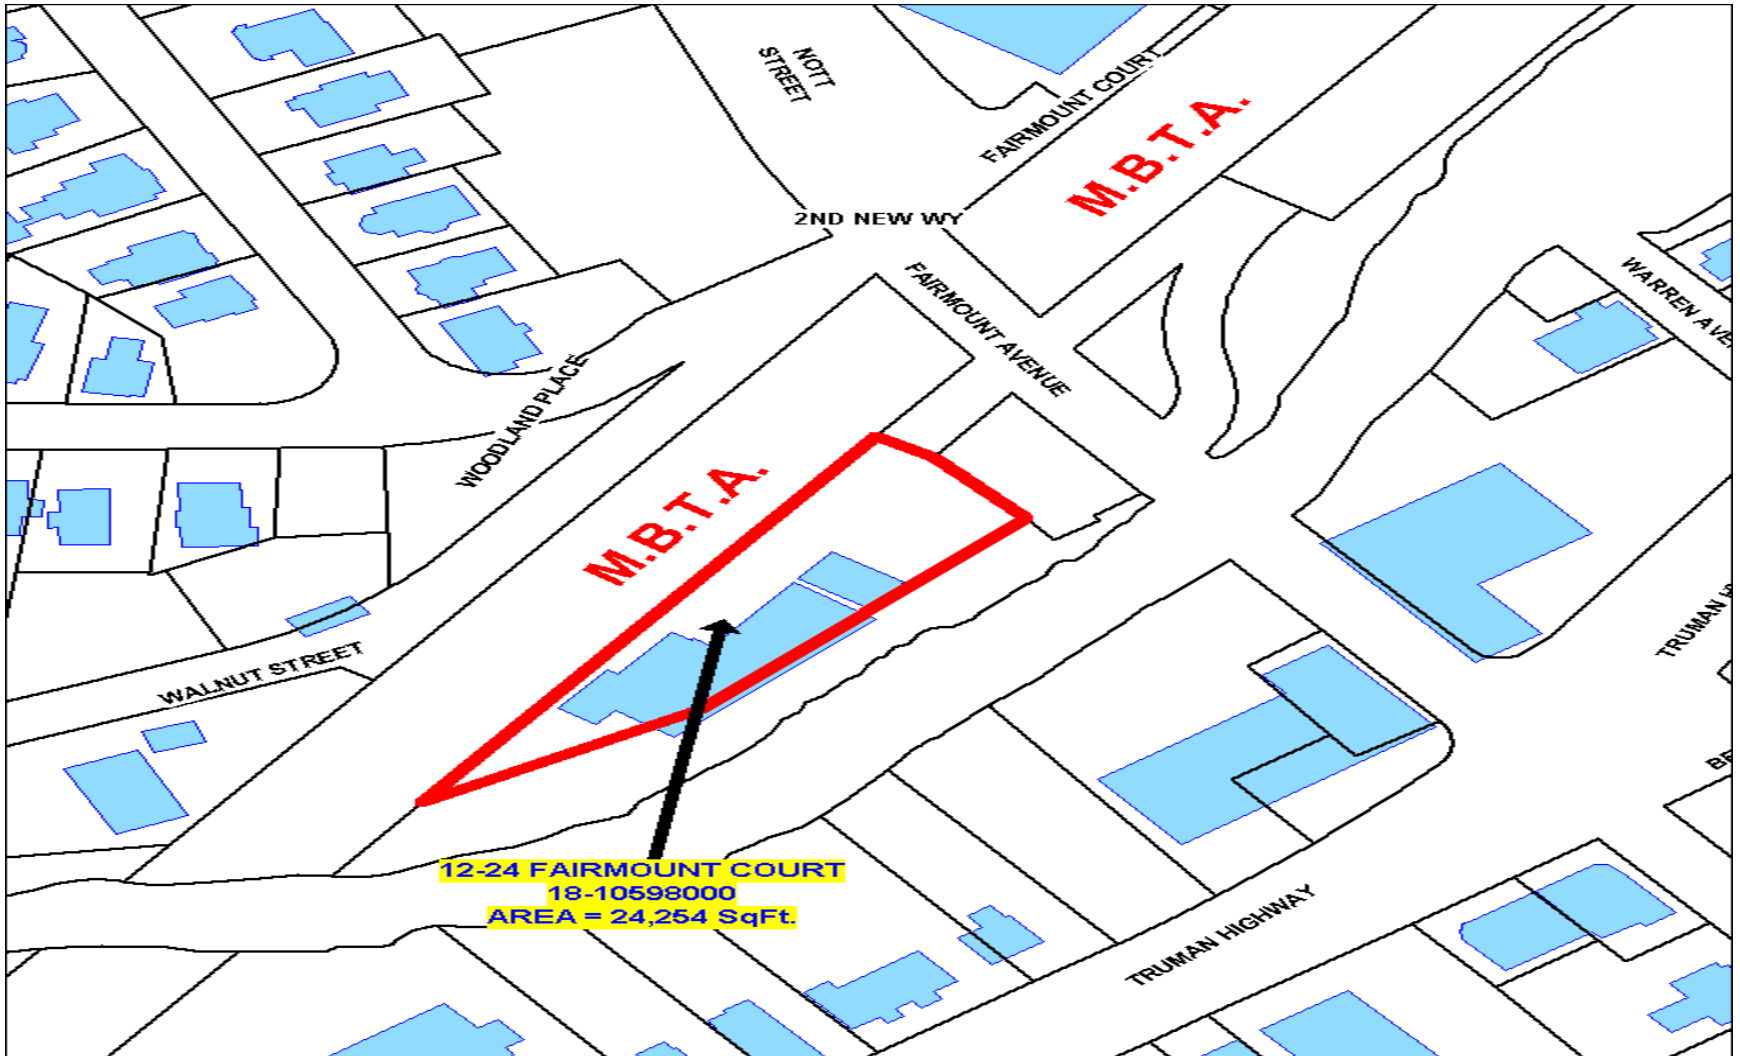 NOTT
STREET
FAIRMOUNT COURT
M.B.T.A.
2ND NEW WY
FAIRMOUNT AVENUE
WARREN
WOODLAND PLACE
M.B.T.A.
TRUMAN
WALNUT STREET
12-24 FAIRMOUNT COURT
18-10598000
AREA = 24,254 SqFt.
TRUMAN HIGHWAY